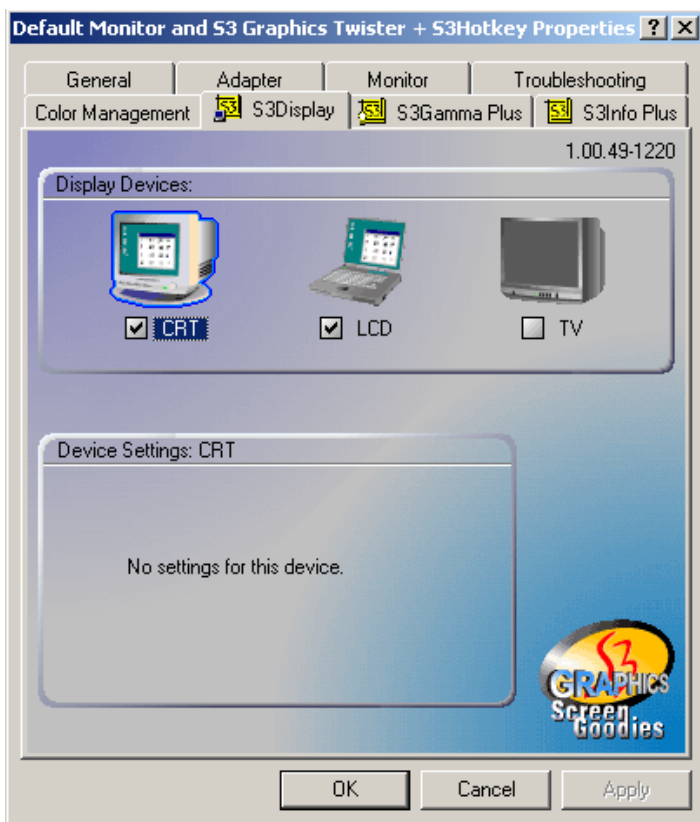 Default Monitor and S3 Graphics Twister + S3Hotkey Properties
General Adapter Monitor Troubleshooting
Color Management S3Display S3Gamma Plus S3Info Plus
1.00.49-1220
Display Devices:
CRT LCD TV
Device Settings: CRT
No settings for this device.
S3
GRAPHICS
Screen
Goodies
OK Cancel Apply